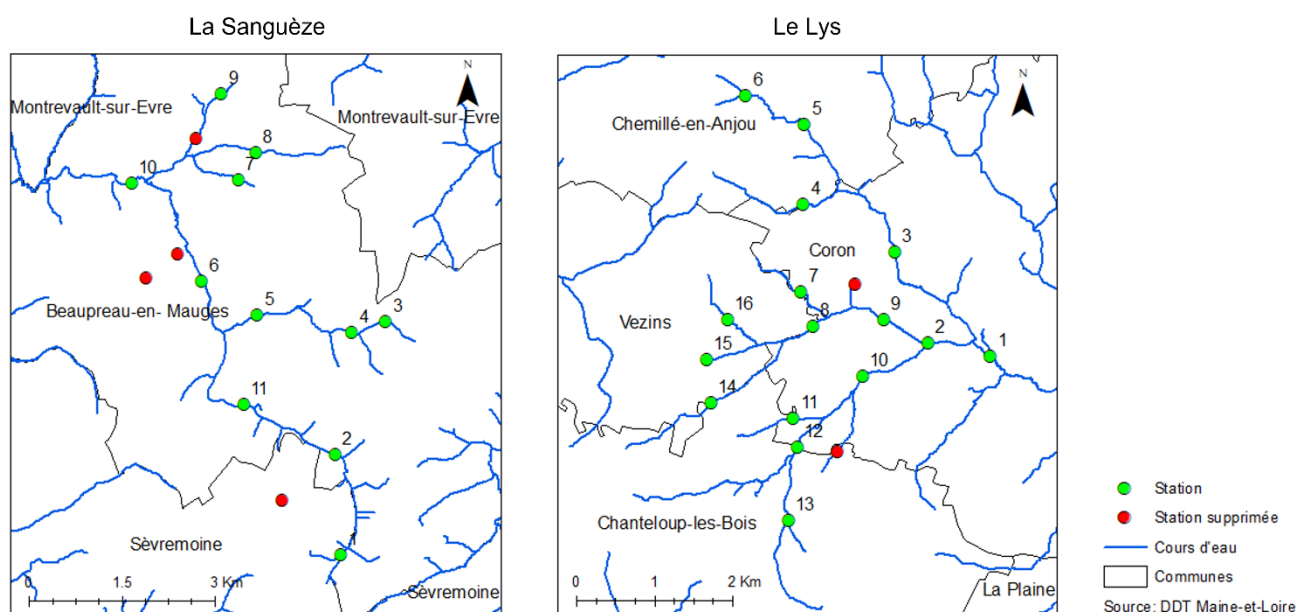 La Sanguèze
Le Lys
N
9
Montrevault-sur-Evre
Montrevault-sur-Evre
8
7
10
6
Beaupreau-en- Mauges
5
4
3
11
2
1
Sèvremoine
Sèvremoine
0 1.5 3 Km
N
6
5
Chemillé-en-Anjou
4
Coron
3
7
16
Vezins
8
9
15
2
1
10
14
11
12
13
Chanteloup-les-Bois
La Plaine
0 1 2 Km
Station
Station supprimée
Cours d'eau
Communes
Source: DDT Maine-et-Loire